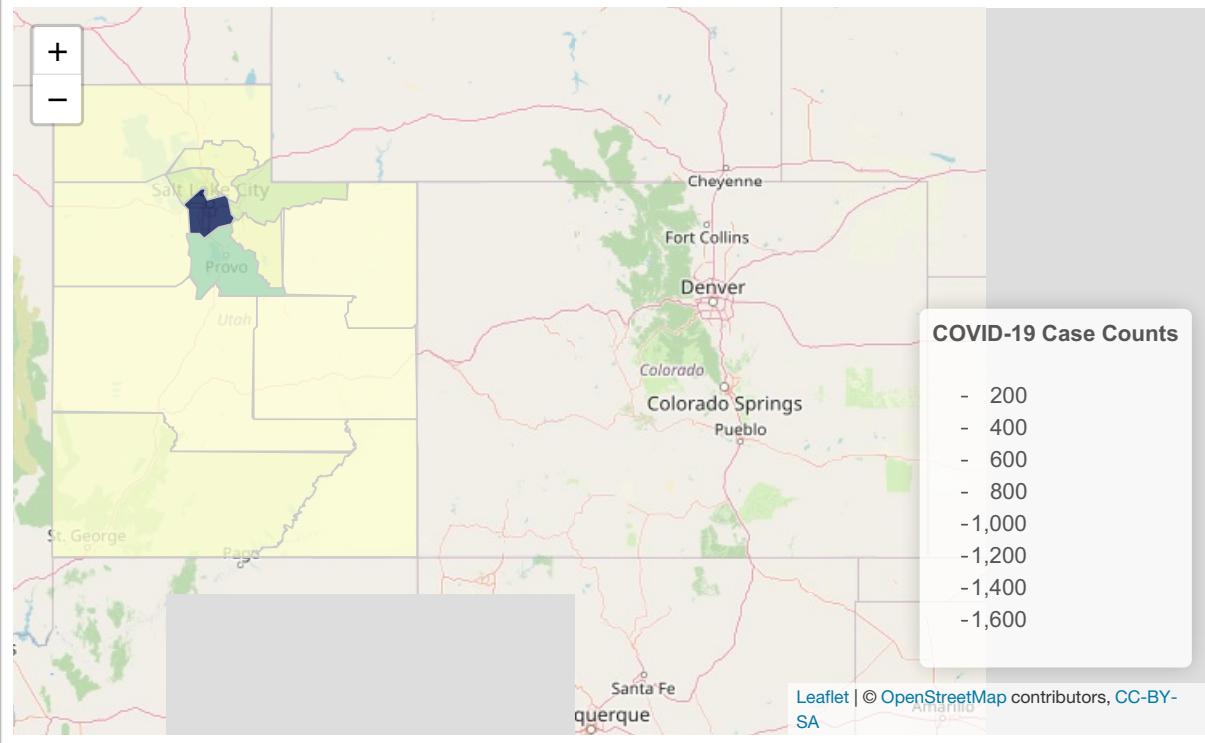 +
−
Salt Lake City
Provo
Utah
St. George
Page
Cheyenne
Fort Collins
Denver
Colorado
Colorado Springs
Pueblo
Santa Fe
querque
Amarillo
COVID-19 Case Counts
- 200
- 400
- 600
- 800
-1,000
-1,200
-1,400
-1,600
Leaflet | © OpenStreetMap contributors, CC-BY-
SA